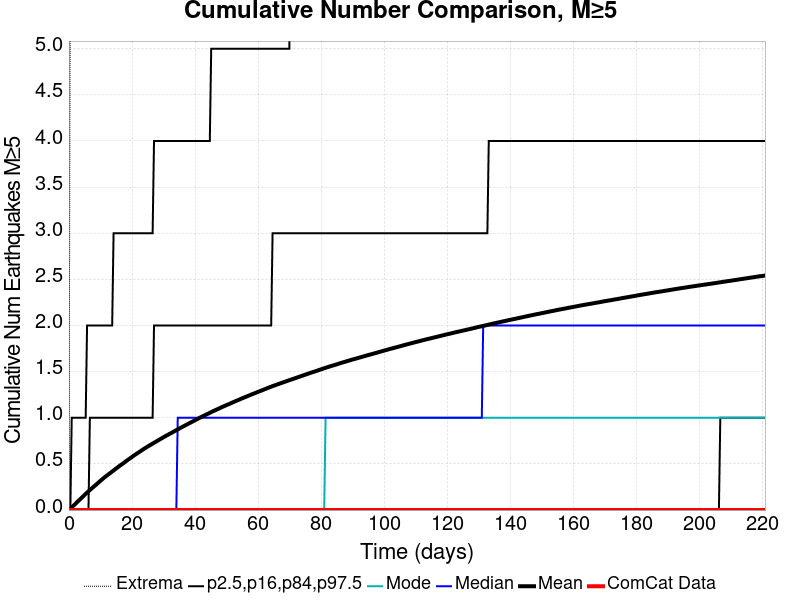 Cumulative Number Comparison, M≥5
Cumulative Num Earthquakes M≥5
5.0
4.5
4.0
3.5
3.0
2.5
2.0
1.5
1.0
0.5
0.0
0 20 40 60 80 100 120 140 160 180 200 220
Time (days)
Extrema p2.5,p16,p84,p97.5 Mode Median Mean ComCat Data